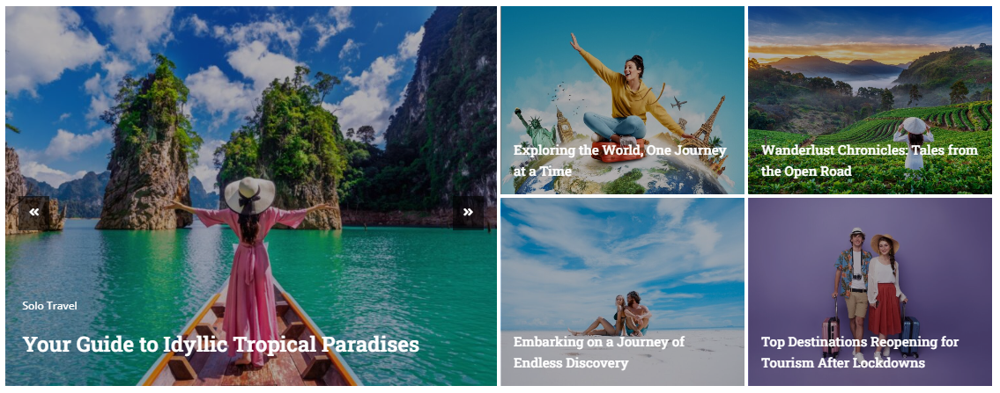 «
»
Solo Travel
Your Guide to Idyllic Tropical Paradises
Exploring the World, One Journey
at a Time
Wanderlust Chronicles: Tales from
the Open Road
Embarking on a Journey of
Endless Discovery
Top Destinations Reopening for
Tourism After Lockdowns